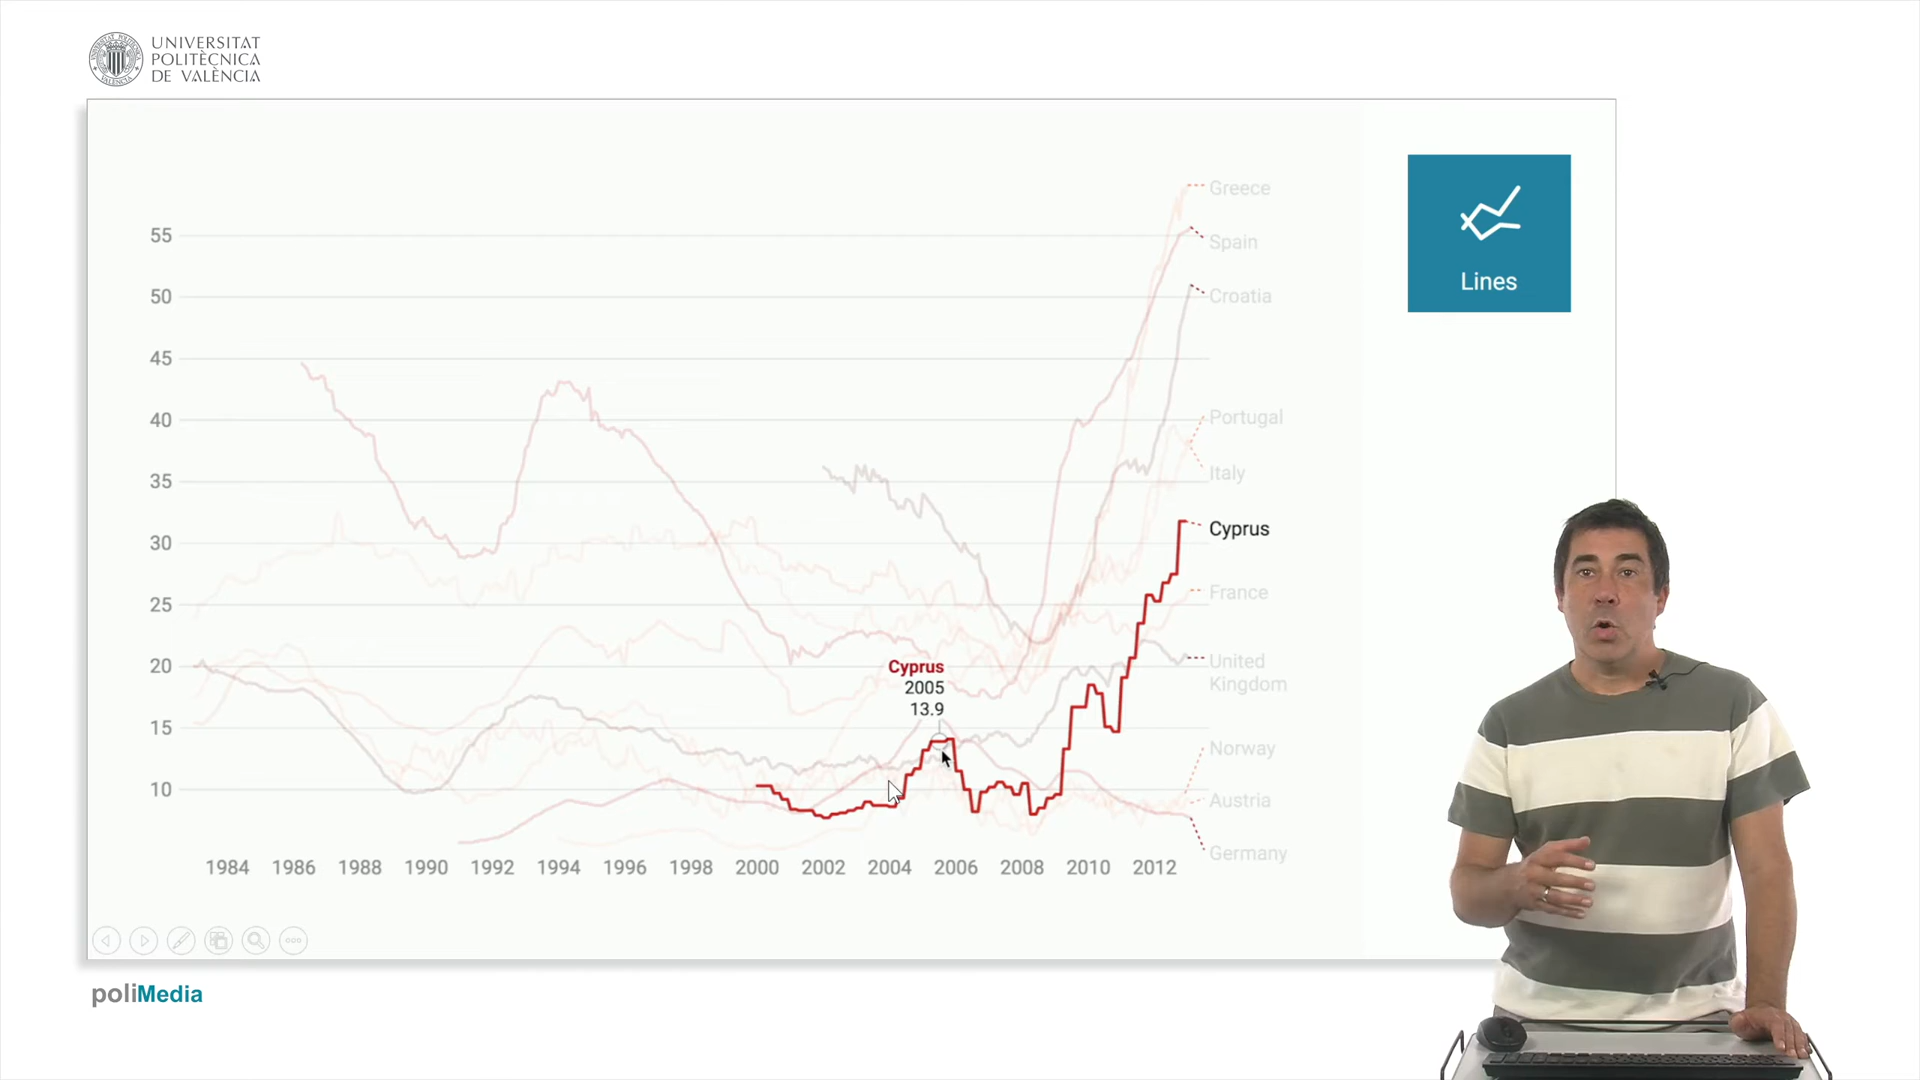 UNIVERSITAT
POLITÈCNICA
DE VALÈNCIA
Lines
55
50
45
40
35
30
25
20
15
10
Greece
Spain
Croatia
Portugal
Italy
Cyprus
France
United
Kingdom
Norway
Austria
Germany
Cyprus
2005
13.9
1984 1986 1988 1990 1992 1994 1996 1998 2000 2002 2004 2006 2008 2010 2012
poliMedia